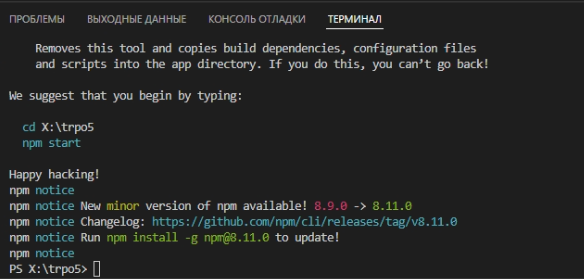 ПРОБЛЕМЫ ВЫХОДНЫЕ ДАННЫЕ КОНСОЛЬ ОТЛАДКИ ТЕРМИНАЛ
Removes this tool and copies build dependencies, configuration files
and scripts into the app directory. If you do this, you can’t go back!
We suggest that you begin by typing:
cd X:\trpo5
npm start
Happy hacking!
npm notice
npm notice New minor version of npm available! 8.9.0 -> 8.11.0
npm notice Changelog: https://github.com/npm/cli/releases/tag/v8.11.0
npm notice Run npm install -g npm@8.11.0 to update!
npm notice
PS X:\trpo5>